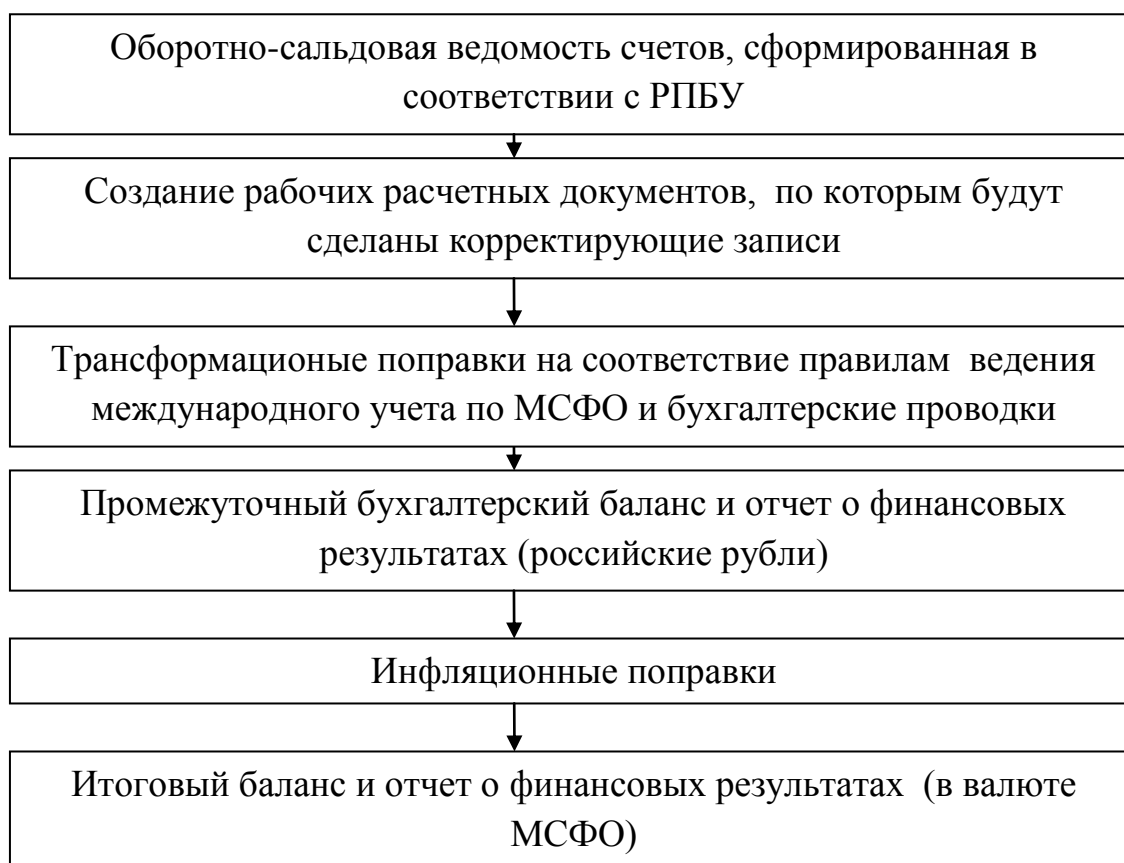 Оборотно-сальдовая ведомость счетов, сформированная в
соответствии с РПБУ
Создание рабочих расчетных документов,  по которым будут
сделаны корректирующие записи
Трансформационые поправки на соответствие правилам  ведения
международного учета по МСФО и бухгалтерские проводки
Промежуточный бухгалтерский баланс и отчет о финансовых
результатах (российские рубли)
Инфляционные поправки
Итоговый баланс и отчет о финансовых результатах  (в валюте
МСФО)